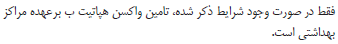 فقط در صورت وجود شرایط ذکر شده، تامین واکسن هپاتیت ب برعهده مراکز
بهداشتی است.